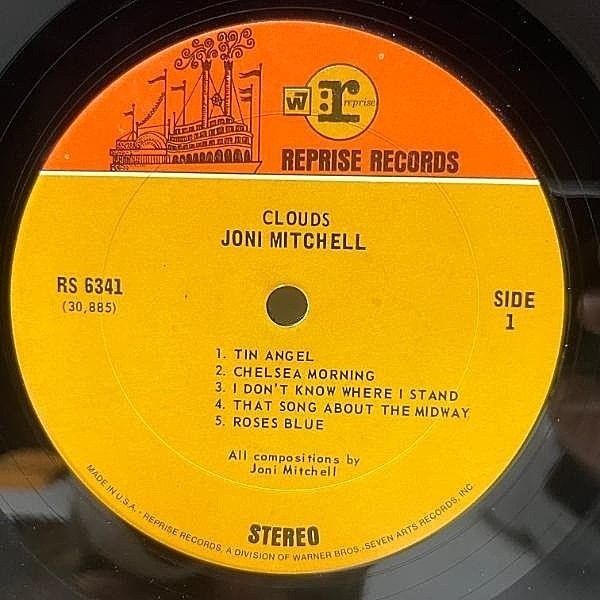 W7 r reprise
REPRISE RECORDS
CLOUDS
JONI MITCHELL
RS 6341
(30,885)
SIDE
1
1. TIN ANGEL
2. CHELSEA MORNING
3. I DON'T KNOW WHERE I STAND
4. THAT SONG ABOUT THE MIDWAY
5. ROSES BLUE
All compositions by
Joni Mitchell
STEREO
MADE IN U.S.A. - REPRISE RECORDS, A DIVISION OF WARNER BROS.-SEVEN ARTS RECORDS, INC.